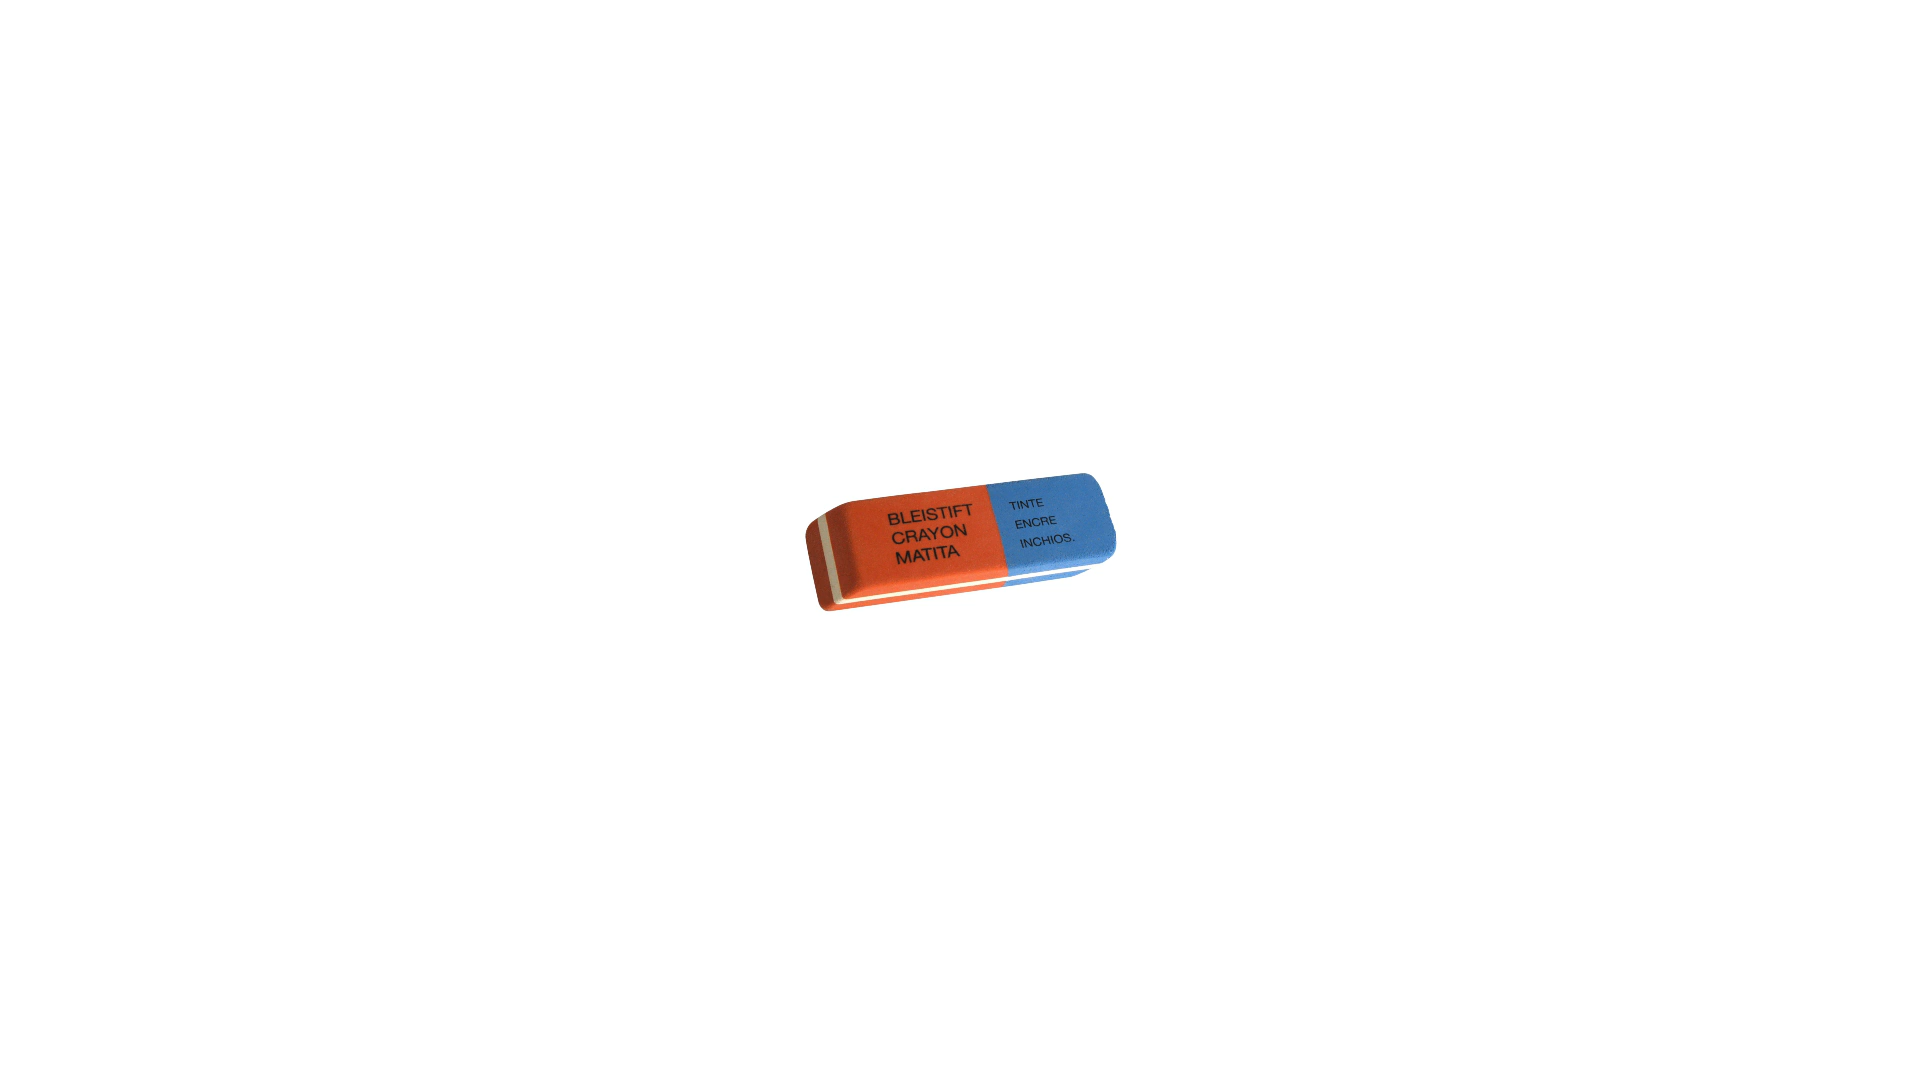 BLEISTIFT
CRAYON
MATITA
TINTE
ENCRE
INCHIOS.